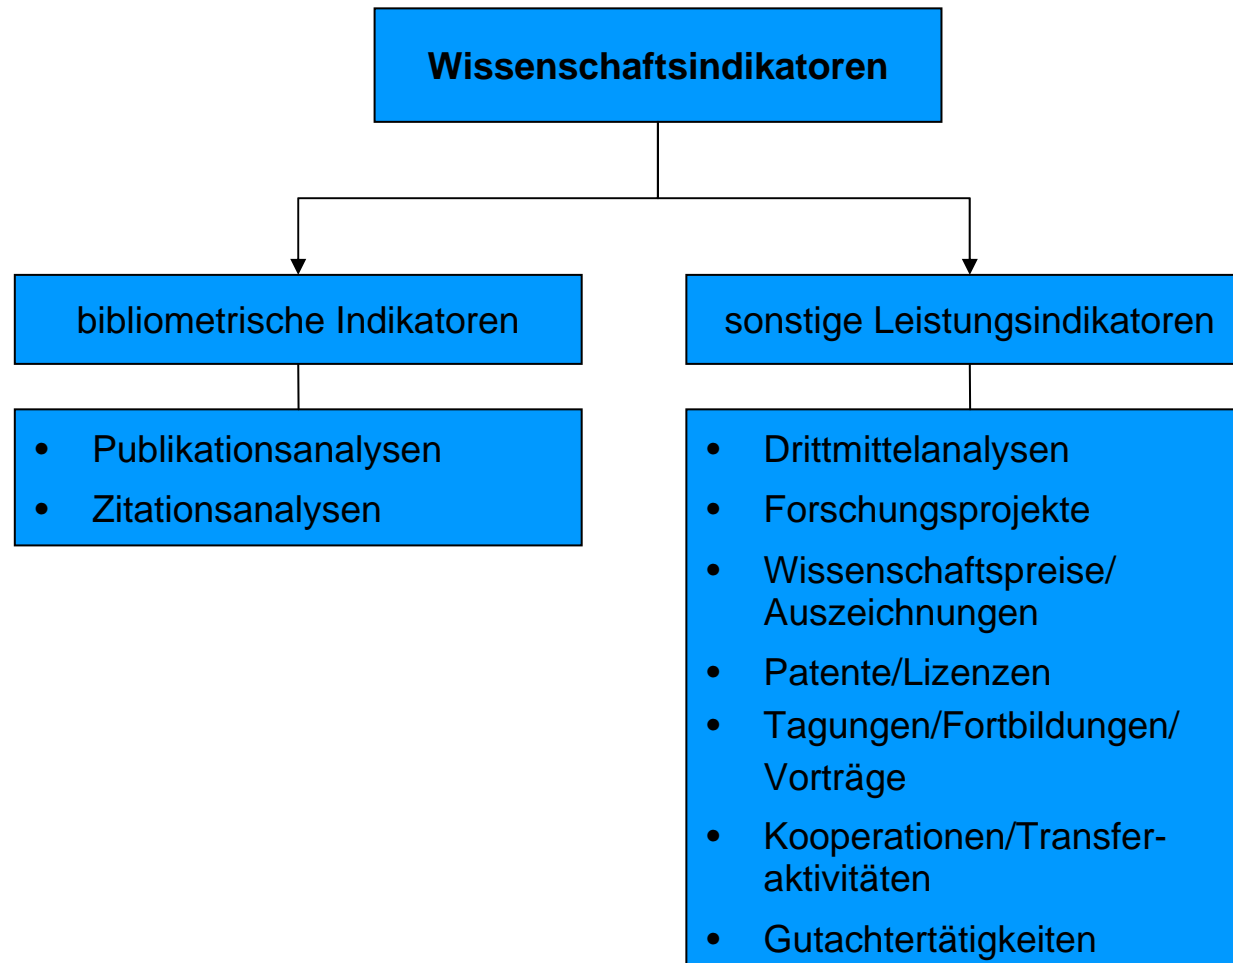 Wissenschaftsindikatoren
bibliometrische Indikatoren
• Publikationsanalysen
• Zitationsanalysen
sonstige Leistungsindikatoren
• Drittmittelanalysen
• Forschungsprojekte
• Wissenschaftspreise/
Auszeichnungen
• Patente/Lizenzen
• Tagungen/Fortbildungen/
Vorträge
• Kooperationen/Transfer-
aktivitäten
• Gutachtertätigkeiten